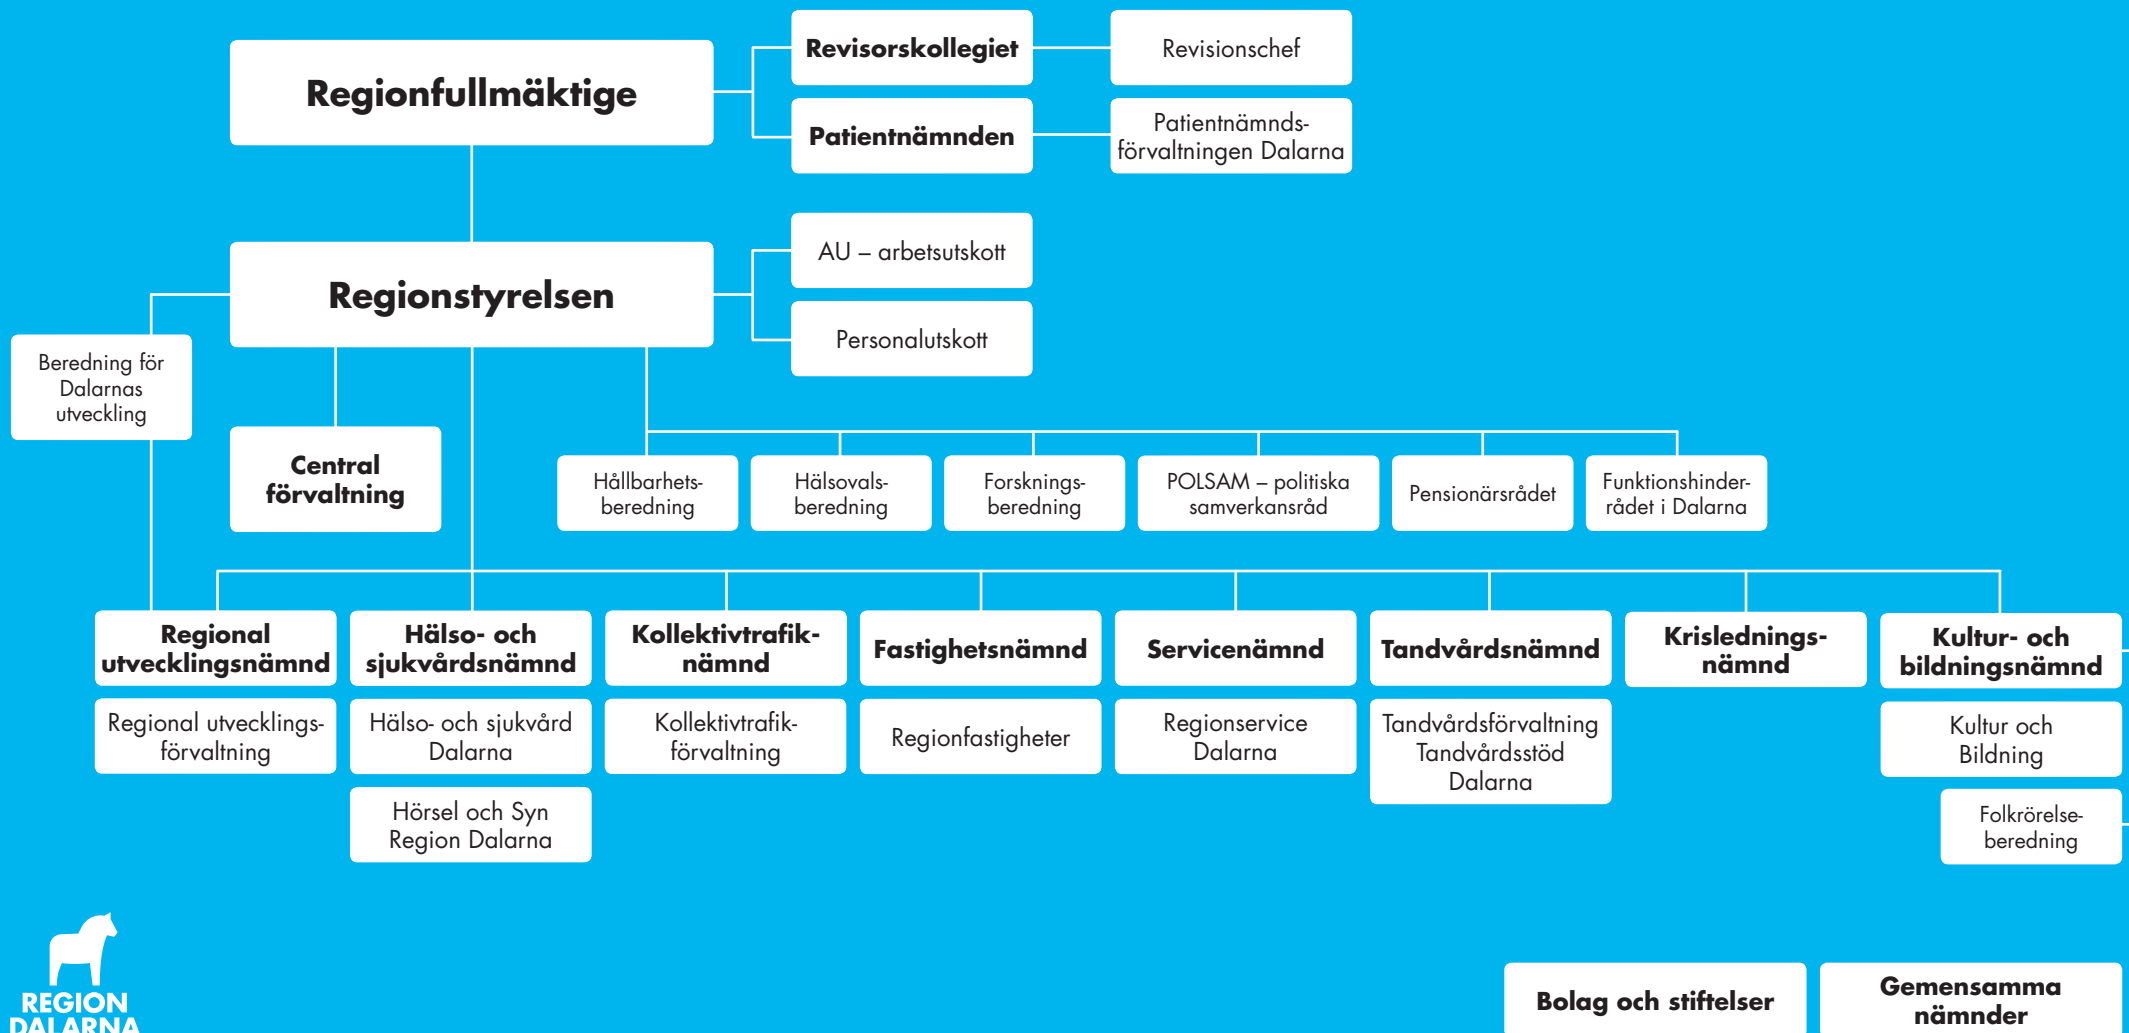 Regionfullmäktige
Revisorskollegiet
Revisionschef
Patientnämnden
Patientnämnds-
förvaltningen Dalarna
Regionstyrelsen
AU – arbetsutskott
Personalutskott
Beredning för
Dalarnas
utveckling
Central
förvaltning
Hållbarhets-
beredning
Hälsovals-
beredning
Forsknings-
beredning
POLSAM – politiska
samverkansråd
Pensionärsrådet
Funktionshinder-
rådet i Dalarna
Regional
utvecklingsnämnd
Hälso- och
sjukvårdsnämnd
Kollektivtrafik-
nämnd
Fastighetsnämnd
Servicenämnd
Tandvårdsnämnd
Krislednings-
nämnd
Kultur- och
bildningsnämnd
Regional utvecklings-
förvaltning
Hälso- och sjukvård
Dalarna
Kollektivtrafik-
förvaltning
Regionfastigheter
Regionservice
Dalarna
Tandvårdsförvaltning
Tandvårdsstöd
Dalarna
Kultur och
Bildning
Hörsel och Syn
Region Dalarna
Folkrörelse-
beredning
REGION
DALARNA
Bolag och stiftelser
Gemensamma
nämnder